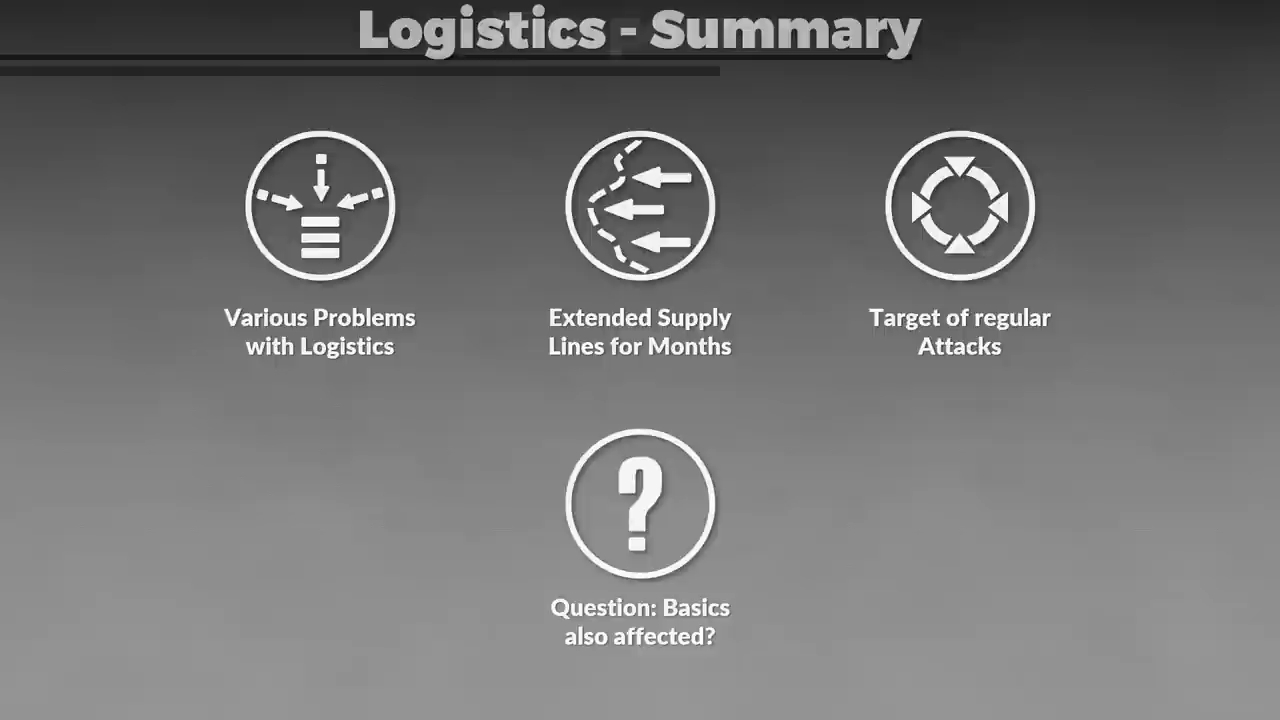 Logistics - Summary
Various Problems
with Logistics
Extended Supply
Lines for Months
Target of regular
Attacks
?
Question: Basics
also affected?